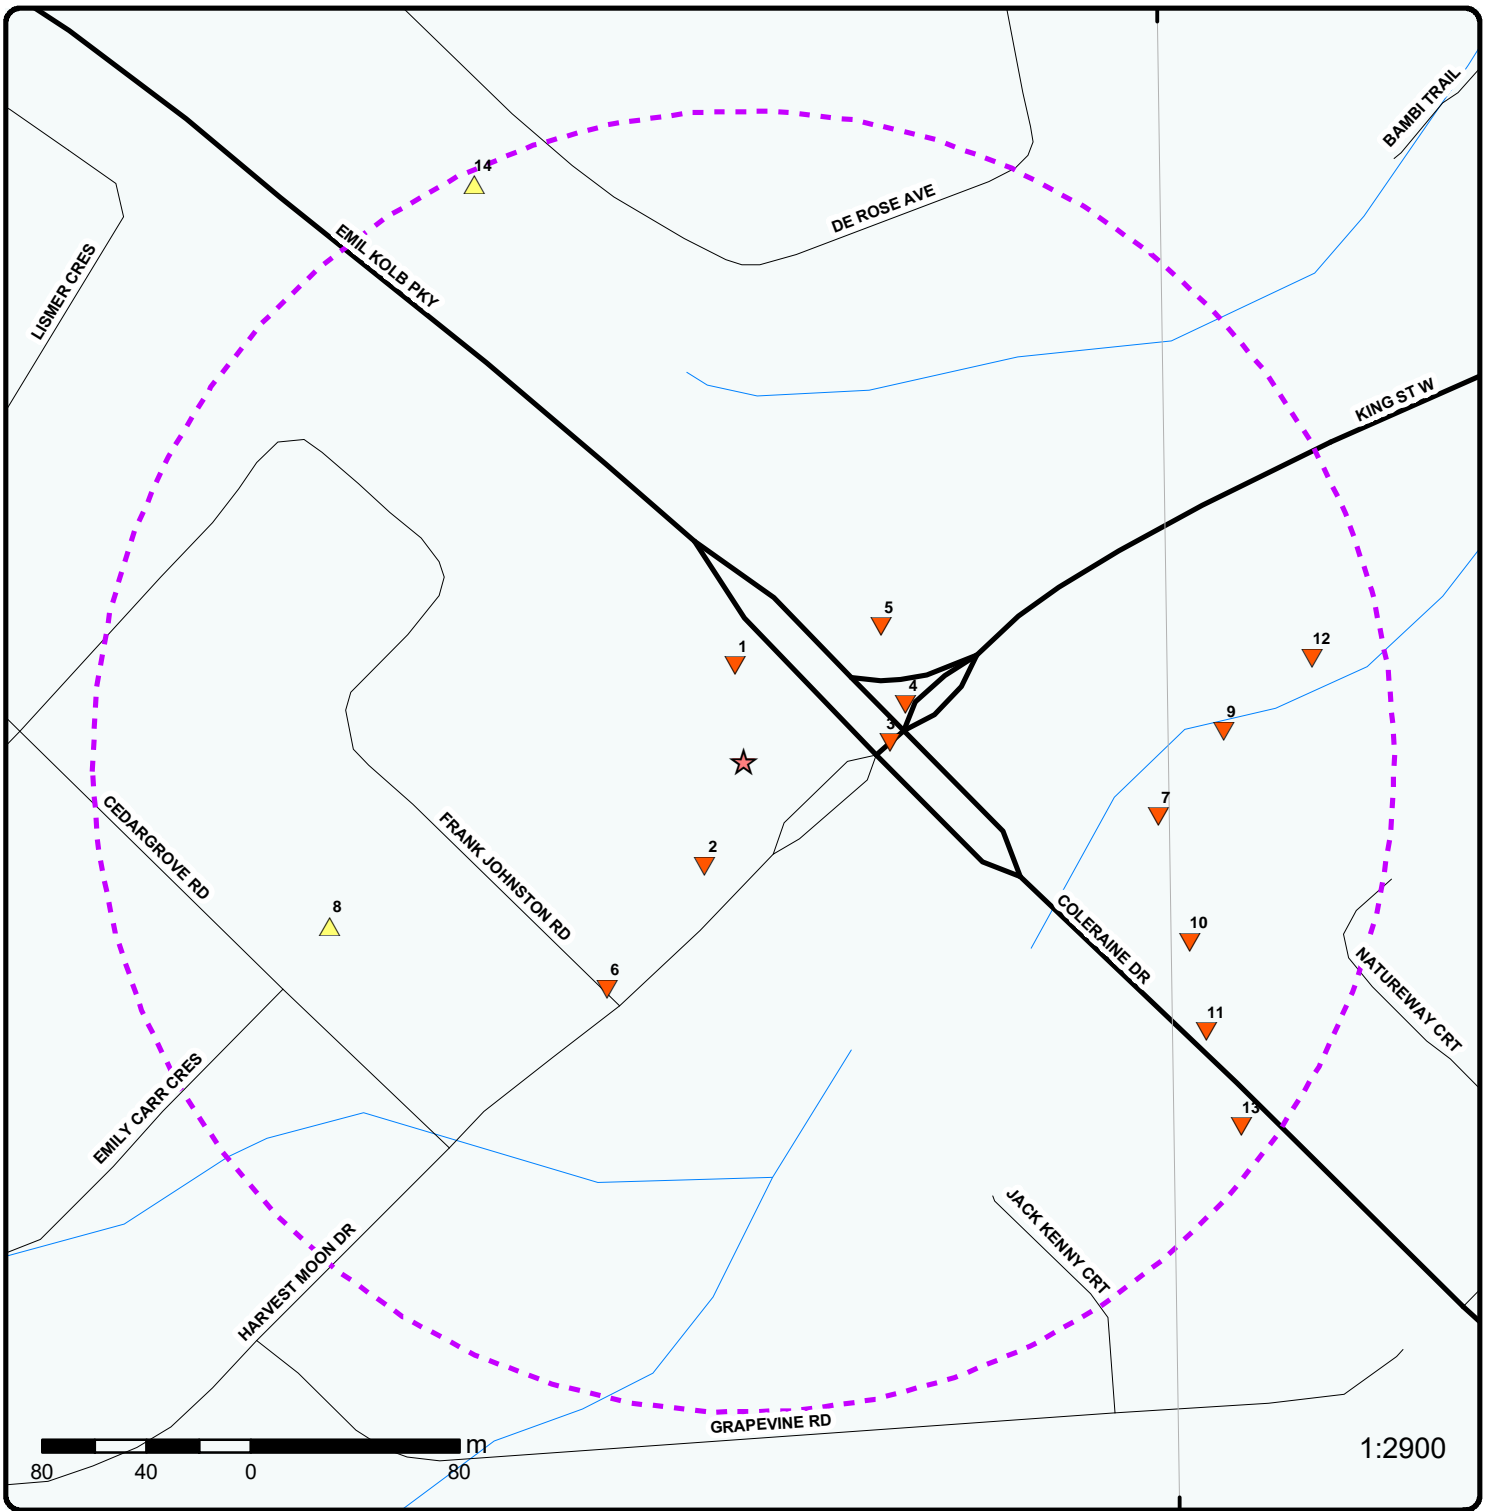 BAMBI TRAIL
14
DE ROSE AVE
EMIL KOLB PKY
LISMER CRES
KING ST W
5
1
12
4
9
3
7
CEDARGROVE RD
FRANK JOHNSTON RD
2
8
COLERAINE DR
10
NATUREWAY CRT
6
11
EMILY CARR CRES
13
JACK KENNY CRT
HARVEST MOON DR
GRAPEVINE RD
m
1:2900
80 40 0 80